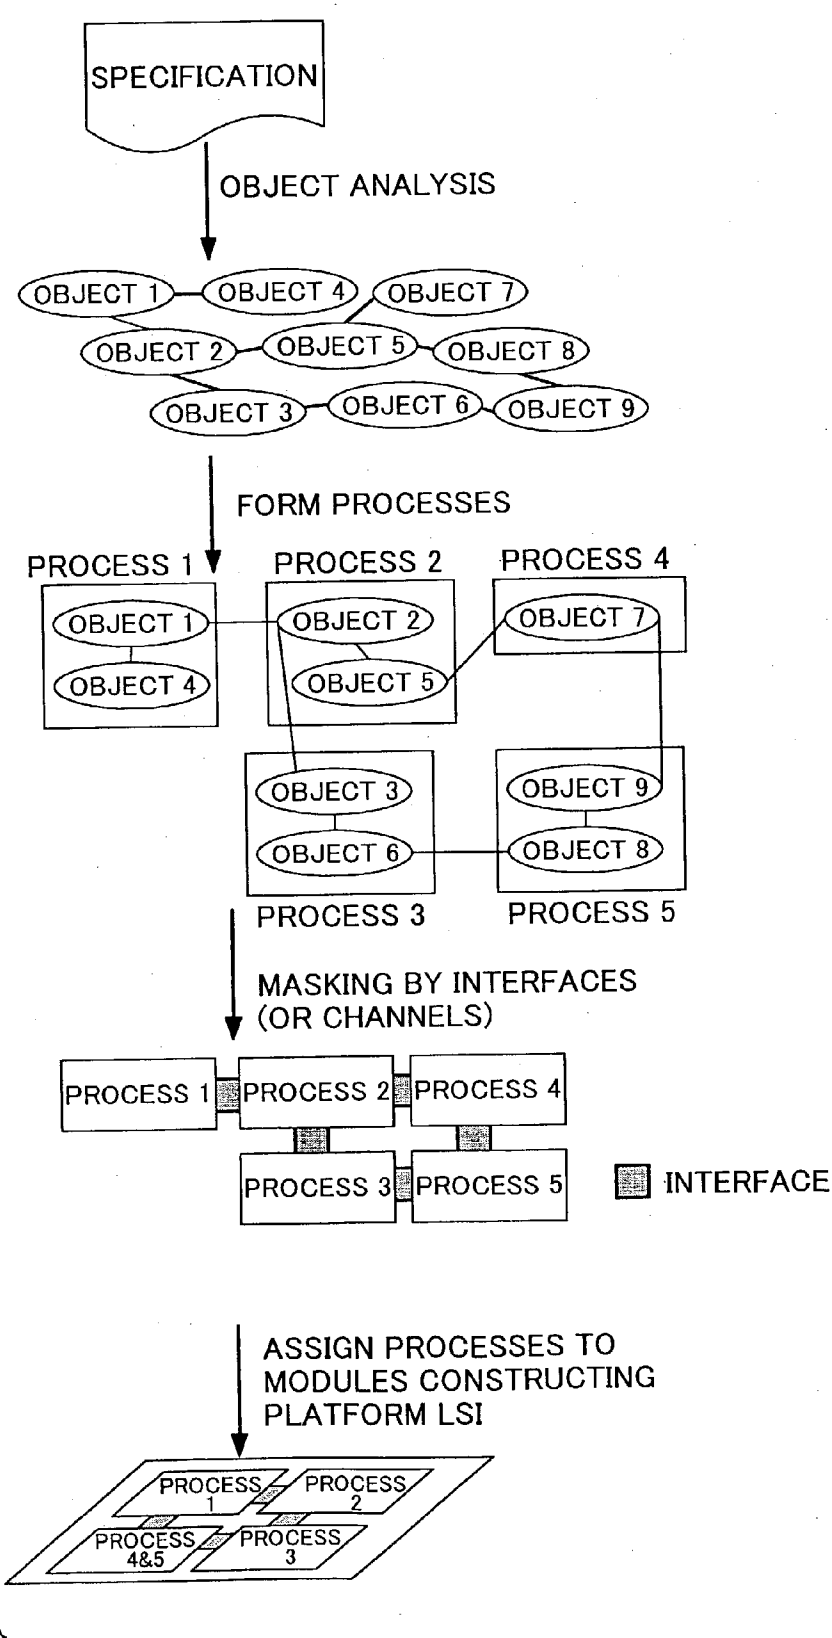 SPECIFICATION
OBJECT ANALYSIS
OBJECT 1
OBJECT 4
OBJECT 7
OBJECT 2
OBJECT 5
OBJECT 8
OBJECT 3
OBJECT 6
OBJECT 9
FORM PROCESSES
PROCESS 1
PROCESS 2
PROCESS 4
OBJECT 1
OBJECT 2
OBJECT 7
OBJECT 4
OBJECT 5
OBJECT 3
OBJECT 9
OBJECT 6
OBJECT 8
PROCESS 3
PROCESS 5
MASKING BY INTERFACES
(OR CHANNELS)
PROCESS 1
PROCESS 2
PROCESS 4
PROCESS 3
PROCESS 5
INTERFACE
ASSIGN PROCESSES TO
MODULES CONSTRUCTING
PLATFORM LSI
PROCESS
1
PROCESS
2
PROCESS
4&5
PROCESS
3